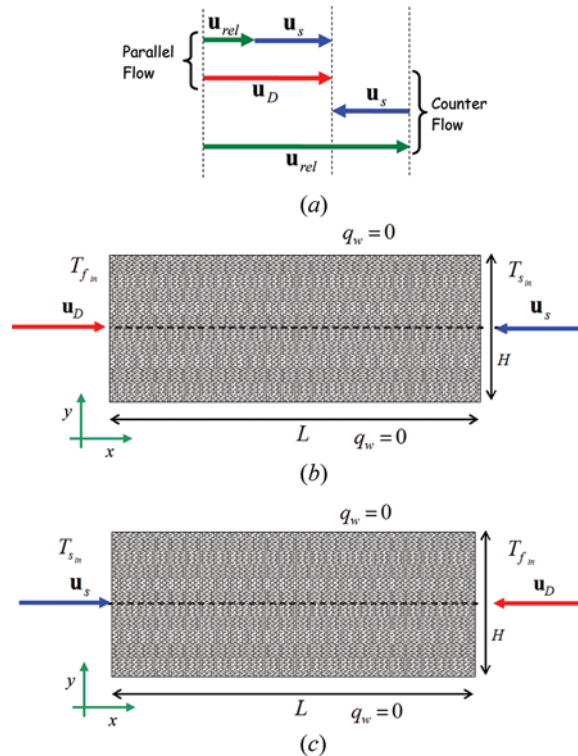 u_rel u_s
Parallel Flow
u_D
u_s
Counter Flow
u_rel
(a)
q_w = 0
T_f_in T_s_in
u_D u_s
H
y
x
L q_w = 0
(b)
q_w = 0
T_s_in T_f_in
u_s u_D
H
y
x
L q_w = 0
(c)